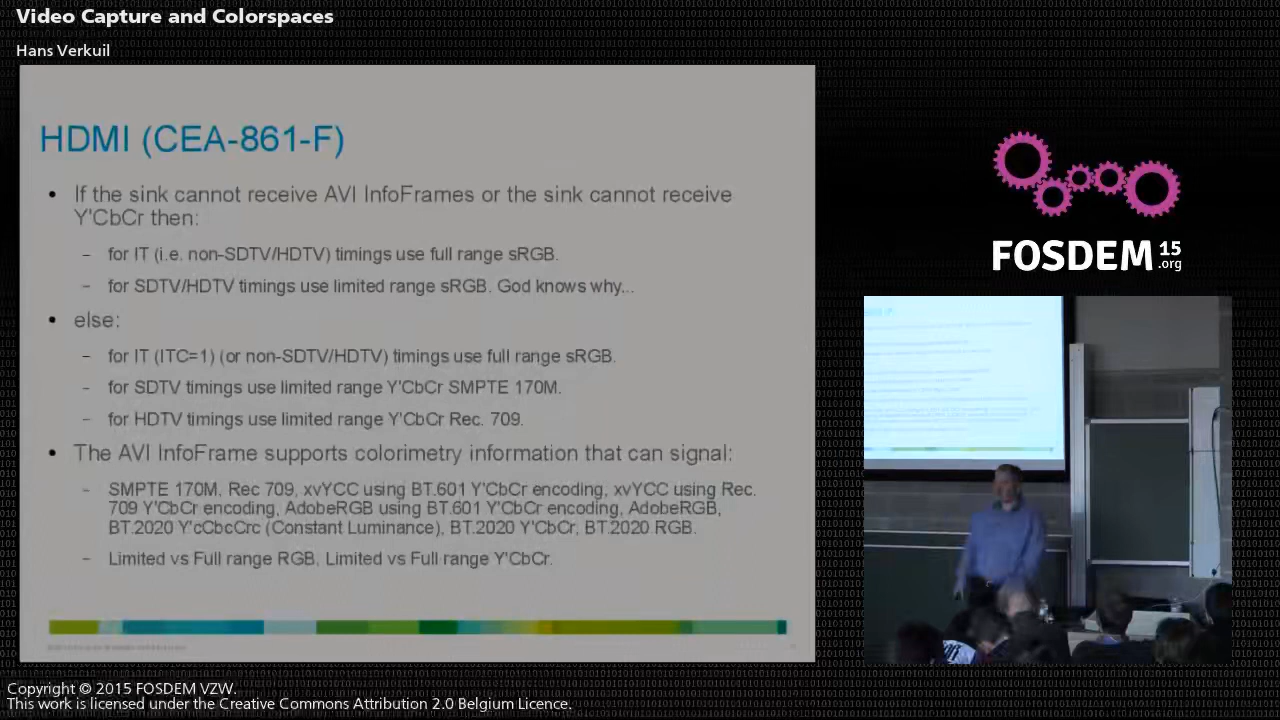 Video Capture and Colorspaces
Hans Verkuil
HDMI (CEA-861-F)
• If the sink cannot receive AVI InfoFrames or the sink cannot receive
Y'CbCr then:
– for IT (i.e. non-SDTV/HDTV) timings use full range sRGB.
– for SDTV/HDTV timings use limited range sRGB. God knows why...
• else:
– for IT (ITC=1) (or non-SDTV/HDTV) timings use full range sRGB.
– for SDTV timings use limited range Y'CbCr SMPTE 170M.
– for HDTV timings use limited range Y'CbCr Rec. 709.
• The AVI InfoFrame supports colorimetry information that can signal:
– SMPTE 170M, Rec 709, xvYCC using BT.601 Y'CbCr encoding, xvYCC using Rec.
709 Y'CbCr encoding, AdobeRGB using BT.601 Y'CbCr encoding, AdobeRGB,
BT.2020 Y'cCbcCrc (Constant Luminance), BT.2020 Y'CbCr, BT.2020 RGB.
– Limited vs Full range RGB, Limited vs Full range Y'CbCr.
FOSDEM 15
.org
Copyright © 2015 FOSDEM VZW.
This work is licensed under the Creative Commons Attribution 2.0 Belgium Licence.